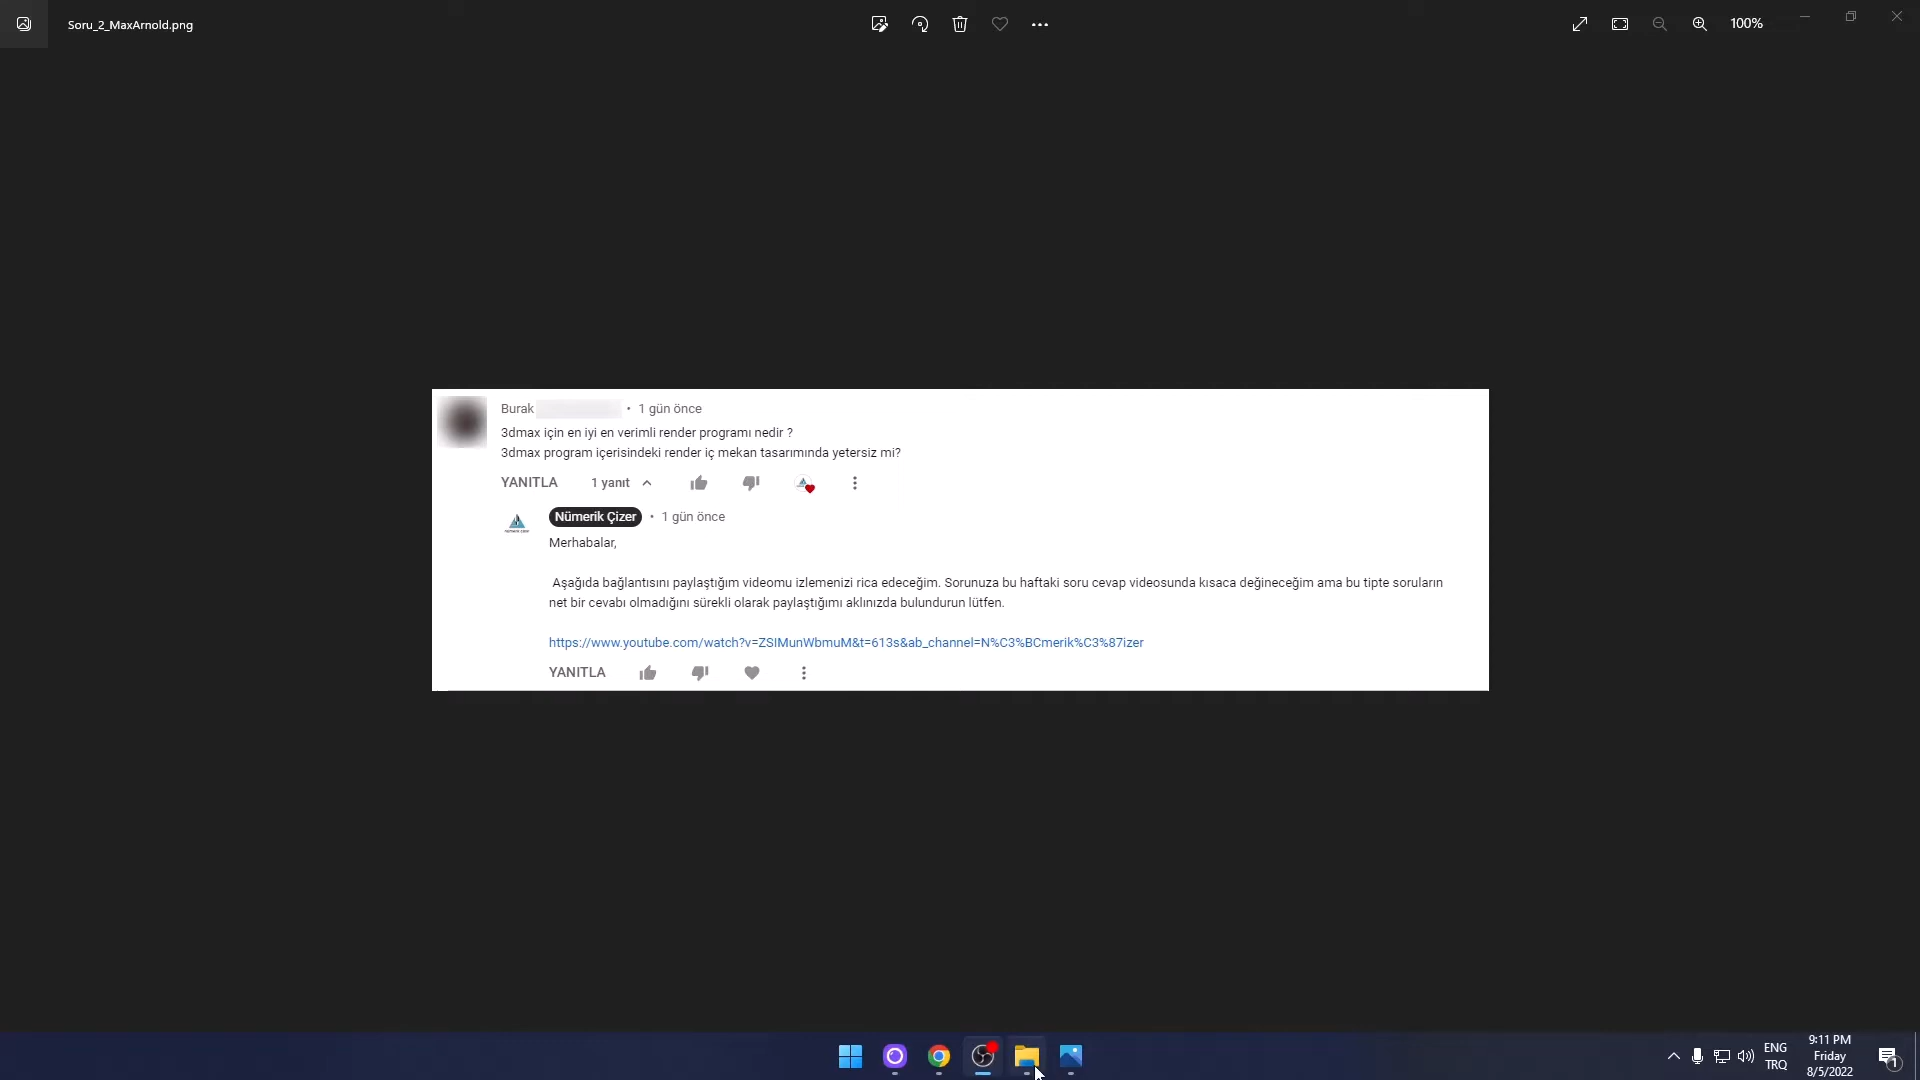 Soru_2_MaxArnold.png
100%
Burak
• 1 gün önce
3dmax için en iyi en verimli render programı nedir ?
3dmax program içerisindeki render iç mekan tasarımında yetersiz mi?
YANITLA 1 yanıt
Nümerik Çizer • 1 gün önce
Merhabalar,
Aşağıda bağlantısını paylaştığım videomu izlemenizi rica edeceğim. Sorunuza bu haftaki soru cevap videosunda kısaca değineceğim ama bu tipte soruların
net bir cevabı olmadığını sürekli olarak paylaştığımı aklınızda bulundurun lütfen.
https://www.youtube.com/watch?v=ZSIMunWbmuM&t=613s&ab_channel=N%C3%BCmerik%C3%87izer
YANITLA
ENG
TRQ
9:11 PM
Friday
8/5/2022
1